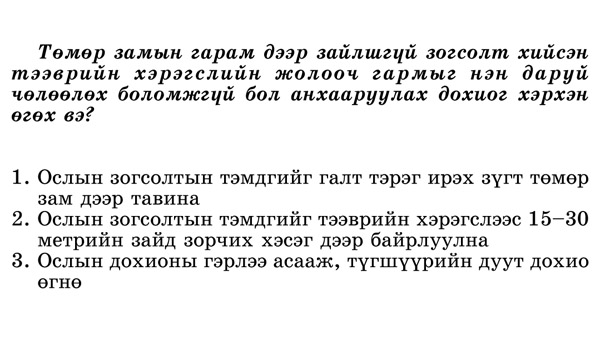 Төмөр замын гарам дээр зайлшгүй зогсолт хийсэн
тээврийн хэрэгслийн жолооч гармыг нэн даруй
чөлөөлөх боломжгүй бол анхааруулах дохиог хэрхэн
өгөх вэ?
1. Ослын зогсолтын тэмдгийг галт тэрэг ирэх зүгт төмөр
зам дээр тавина
2. Ослын зогсолтын тэмдгийг тээврийн хэрэгслээс 15–30
метрийн зайд зорчих хэсэг дээр байрлуулна
3. Ослын дохионы гэрлээ асааж, түгшүүрийн дуут дохио
өгнө